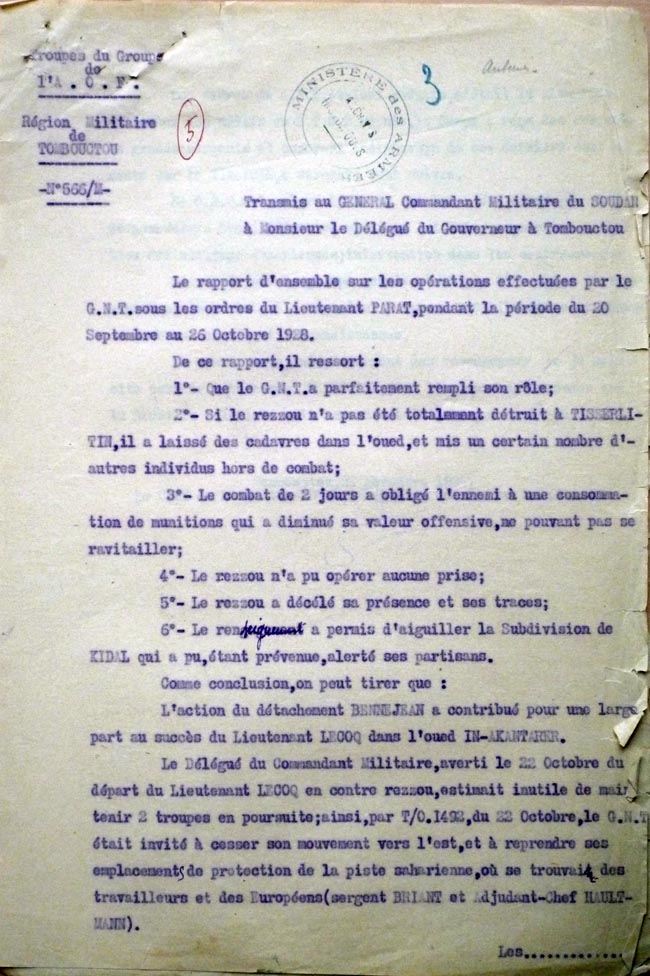 Troupes du Groupe
de
l'A . O . F.
Région Militaire
de
TOMBOUCTOU
-N°566/M-
5
MINISTERE des ARMEES
3
Transmis au GENERAL Commandant Militaire du SOUDAN
à Monsieur le Délégué du Gouverneur à Tombouctou
Le rapport d'ensemble sur les opérations effectuées par le
G.N.T.sous les ordres du Lieutenant PARAT,pendant la période du 20
Septembre au 26 Octobre 1928.
De ce rapport,il ressort :
1°- Que le G.N.T.a parfaitement rempli son rôle;
2°- Si le rezzou n'a pas été totalement détruit à TISSERLI-
TIN,il a laissé des cadavres dans l'oued,et mis un certain nombre d'-
autres individus hors de combat;
3°- Le combat de 2 jours a obligé l'ennemi à une consomma-
tion de munitions qui a diminué sa valeur offensive,ne pouvant pas se
ravitailler;
4°- Le rezzou n'a pu opérer aucune prise;
5°- Le rezzou a décélé sa présence et ses traces;
6°- Le renseignement a permis d'aiguiller la Subdivision de
KIDAL qui a pu,étant prévenue,alerté ses partisans.
Comme conclusion,on peut tirer que :
L'action du détachement BENNEJEAN a contribué pour une large
part au succès du Lieutenant LECOQ dans l'oued IN-AKANTARER.
Le Délégué du Commandant Militaire,averti le 22 Octobre du
départ du Lieutenant LECOQ en contre rezzou,estimait inutile de main
tenir 2 troupes en poursuite;ainsi,par T/O.1492,du 22 Octobre,le G.N.T
était invité à cesser son mouvement vers l'est,et à reprendre ses
emplacements de protection de la piste saharienne,où se trouvait des
travailleurs et des Européens(sergent BRIANT et Adjudant-Chef HAULT-
MANN).
Les..............